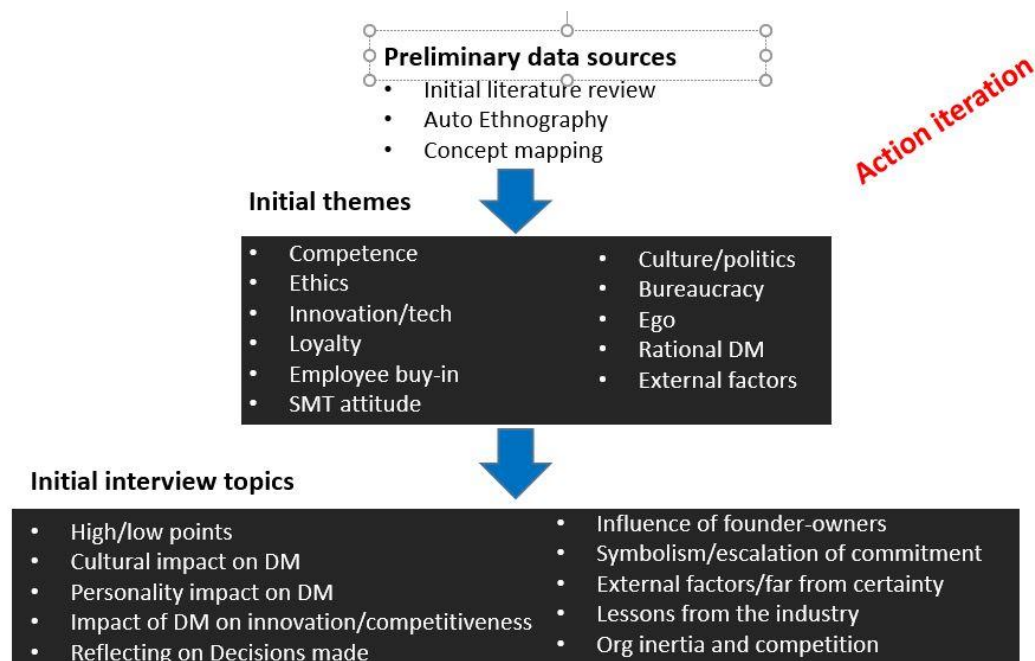 Preliminary data sources
• Initial literature review
• Auto Ethnography
• Concept mapping
Action iteration
Initial themes
• Competence
• Ethics
• Innovation/tech
• Loyalty
• Employee buy-in
• SMT attitude
• Culture/politics
• Bureaucracy
• Ego
• Rational DM
• External factors
Initial interview topics
• High/low points
• Cultural impact on DM
• Personality impact on DM
• Impact of DM on innovation/competitiveness
• Reflecting on Decisions made
• Influence of founder-owners
• Symbolism/escalation of commitment
• External factors/far from certainty
• Lessons from the industry
• Org inertia and competition